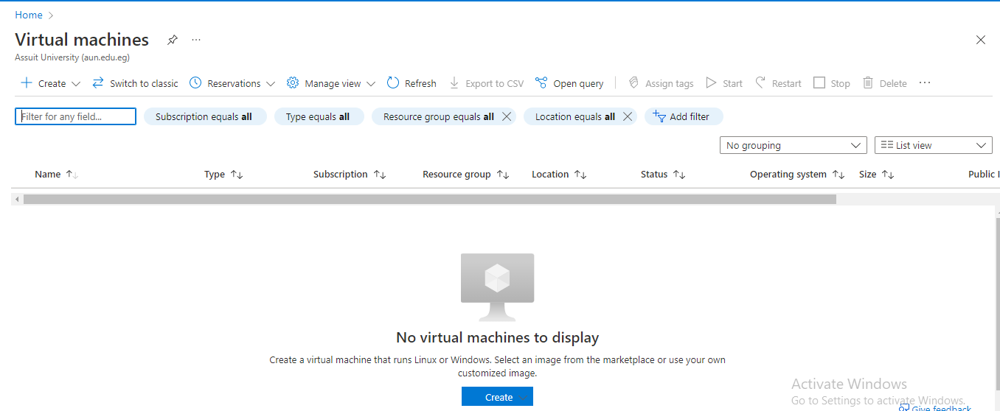 Home
Virtual machines
Assuit University (aun.edu.eg)
Create Switch to classic Reservations Manage view Refresh Export to CSV Open query Assign tags Start Restart Stop Delete
Filter for any field... Subscription equals all Type equals all Resource group equals all Location equals all Add filter
No grouping List view
Name Type Subscription Resource group Location Status Operating system Size Public I
No virtual machines to display
Create a virtual machine that runs Linux or Windows. Select an image from the marketplace or use your own
customized image.
Create
Activate Windows
Go to Settings to activate Windows.
Give feedback